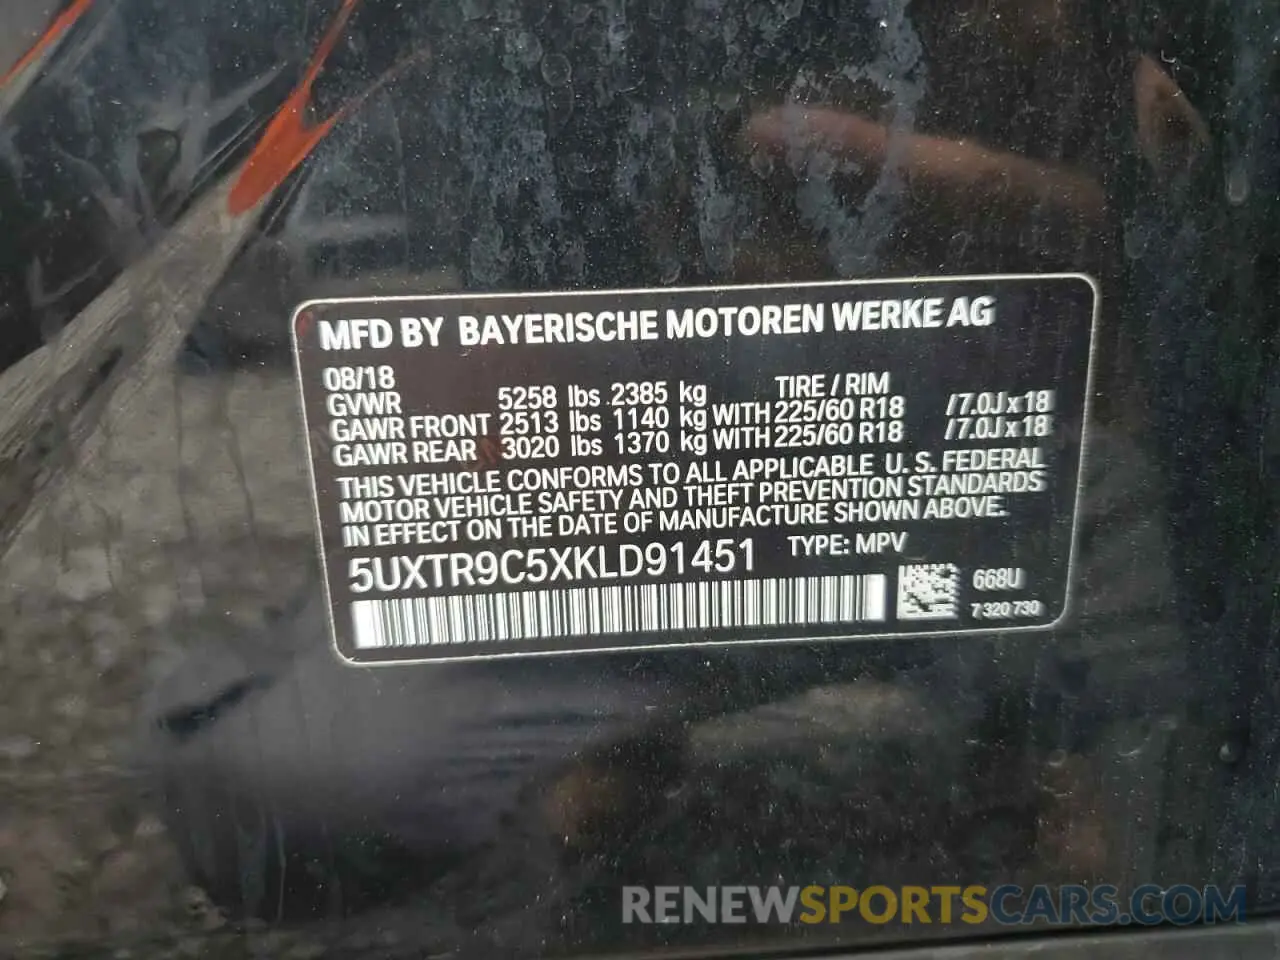 MFD BY BAYERISCHE MOTOREN WERKE AG
08/18 TIRE / RIM
GVWR 5258 lbs 2385 kg
GAWR FRONT 2513 lbs 1140 kg WITH 225/60 R18 / 7.0J x 18
GAWR REAR 3020 lbs 1370 kg WITH 225/60 R18 / 7.0J x 18
THIS VEHICLE CONFORMS TO ALL APPLICABLE U. S. FEDERAL
MOTOR VEHICLE SAFETY AND THEFT PREVENTION STANDARDS
IN EFFECT ON THE DATE OF MANUFACTURE SHOWN ABOVE.
5UXTR9C5XKLD91451 TYPE: MPV
668U
7 320 730
RENEWSPORTSCARS.COM